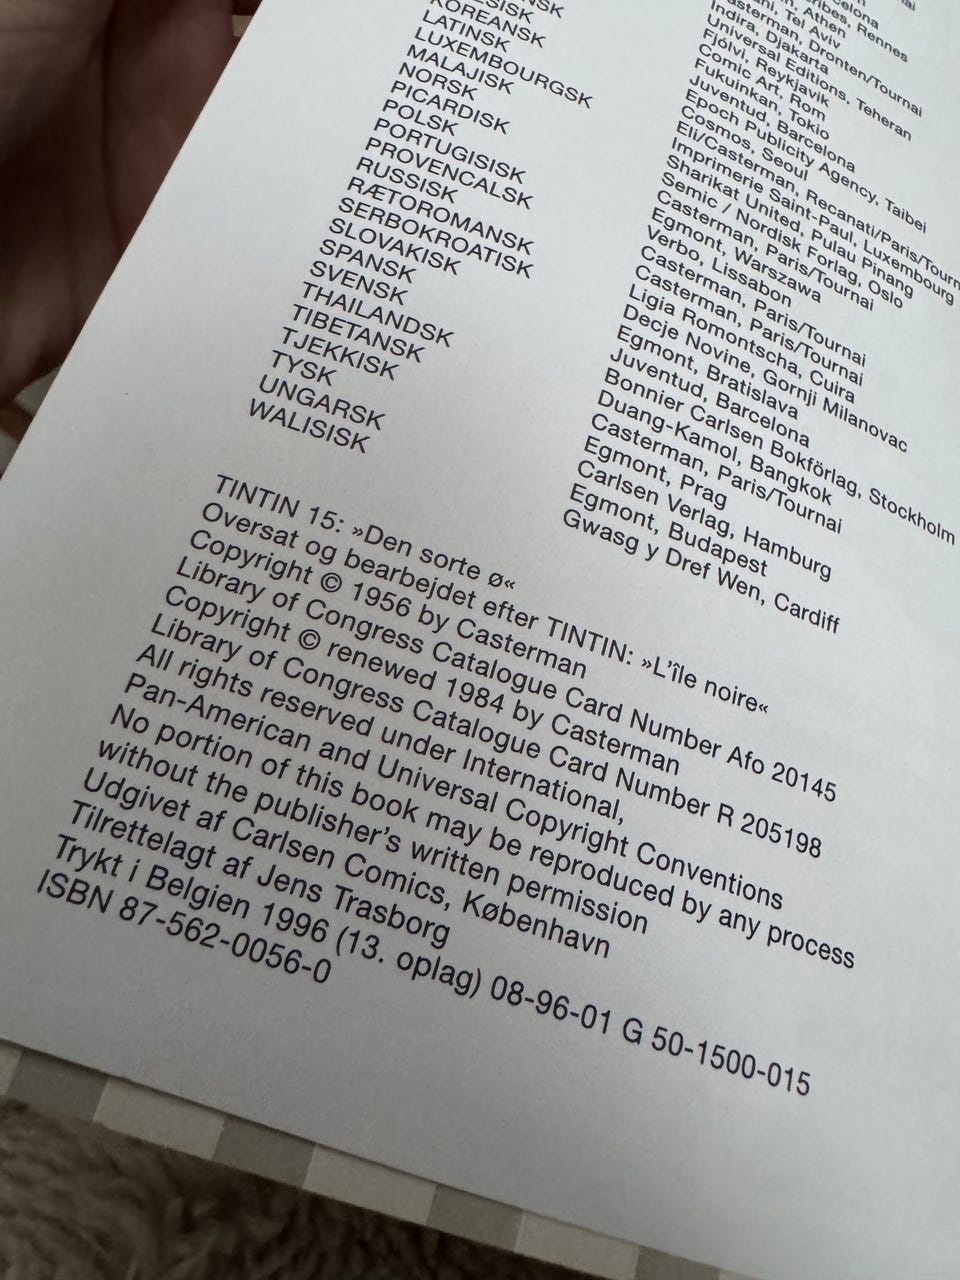 Rennes
Athen
Tel Aviv
Dronten/Tournai
Indira, Djakarta
Universal Editions, Teheran
Fjölvi, Reykjavik
Comic Art, Rom
Fukuinkan, Tokio
Juventud, Barcelona
Epoch Publicity Agency, Taibei
KOREANSK Cosmos, Seoul
LATINSK Eli/Casterman, Recanati/Paris/Tourn
LUXEMBOURGSK Imprimerie Saint-Paul, Luxembourg
MALAJISK Sharikat United, Pulau Pinang
NORSK Semic / Nordisk Forlag, Oslo
PICARDISK Casterman, Paris/Tournai
POLSK Egmont, Warszawa
PORTUGISISK Verbo, Lissabon
PROVENCALSK Casterman, Paris/Tournai
RUSSISK Casterman, Paris/Tournai
RÆTOROMANSK Ligia Romontscha, Cuira
SERBOKROATISK Decje Novine, Gornji Milanovac
SLOVAKISK Egmont, Bratislava
SPANSK Juventud, Barcelona
SVENSK Bonnier Carlsen Bokförlag, Stockholm
THAILANDSK Duang-Kamol, Bangkok
TIBETANSK Casterman, Paris/Tournai
TJEKKISK Egmont, Prag
TYSK Carlsen Verlag, Hamburg
UNGARSK Egmont, Budapest
WALISISK Gwasg y Dref Wen, Cardiff
TINTIN 15: »Den sorte ø«
Oversat og bearbejdet efter TINTIN: »L'île noire«
Copyright © 1956 by Casterman
Library of Congress Catalogue Card Number Afo 20145
Copyright © renewed 1984 by Casterman
Library of Congress Catalogue Card Number R 205198
All rights reserved under International,
Pan-American and Universal Copyright Conventions
No portion of this book may be reproduced by any process
without the publisher's written permission
Udgivet af Carlsen Comics, København
Tilrettelagt af Jens Trasborg
Trykt i Belgien 1996 (13. oplag) 08-96-01 G 50-1500-015
ISBN 87-562-0056-0